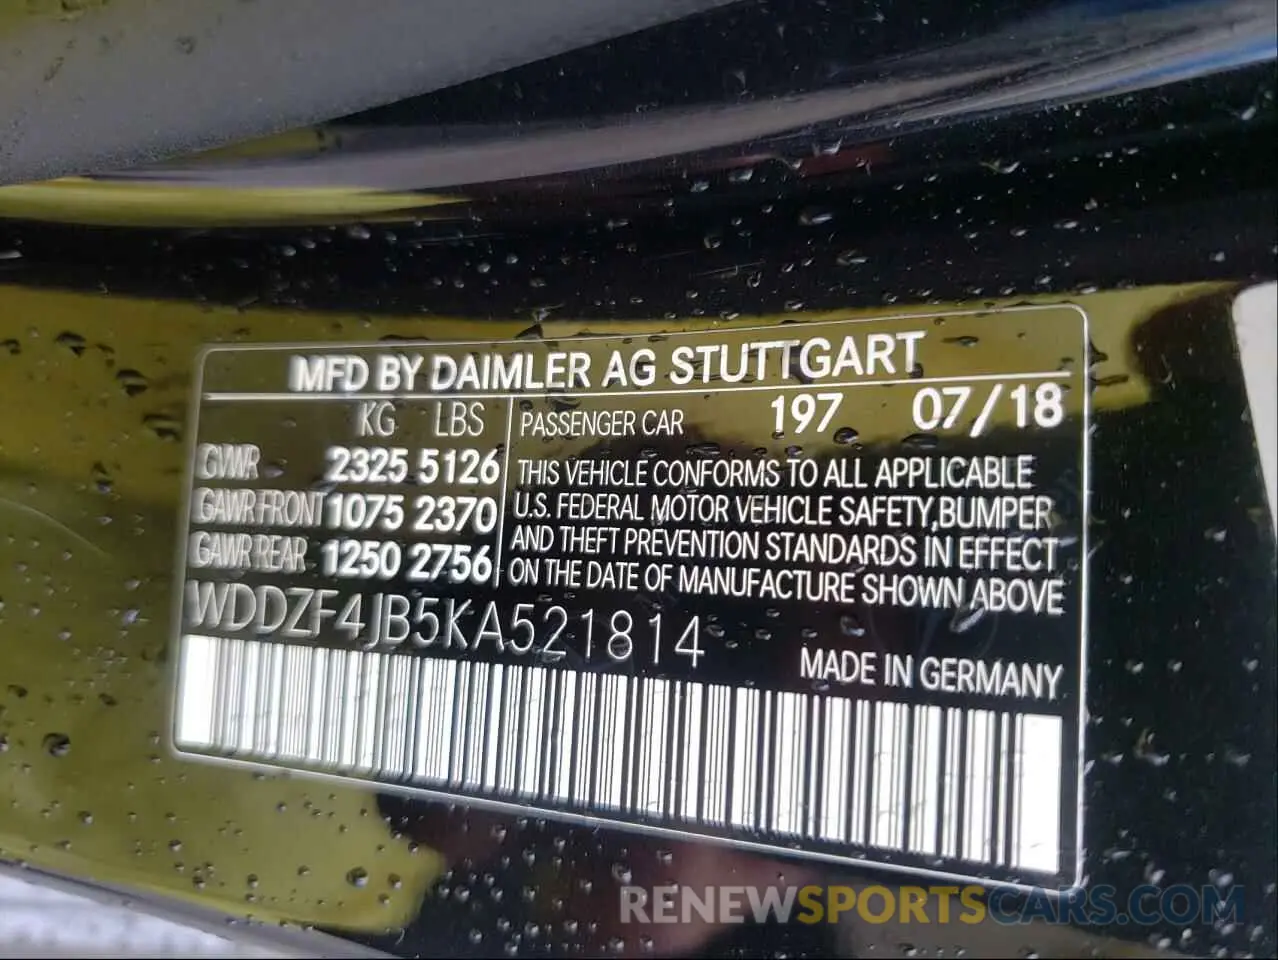 MFD BY DAIMLER AG STUTTGART
KG LBS
GVWR 2325 5126
GAWR FRONT 1075 2370
GAWR REAR 1250 2756
PASSENGER CAR 197 07/18
THIS VEHICLE CONFORMS TO ALL APPLICABLE
U.S. FEDERAL MOTOR VEHICLE SAFETY, BUMPER
AND THEFT PREVENTION STANDARDS IN EFFECT
ON THE DATE OF MANUFACTURE SHOWN ABOVE
WDDZF4JB5KA521814
MADE IN GERMANY
RENEWSPORTSCARS.COM